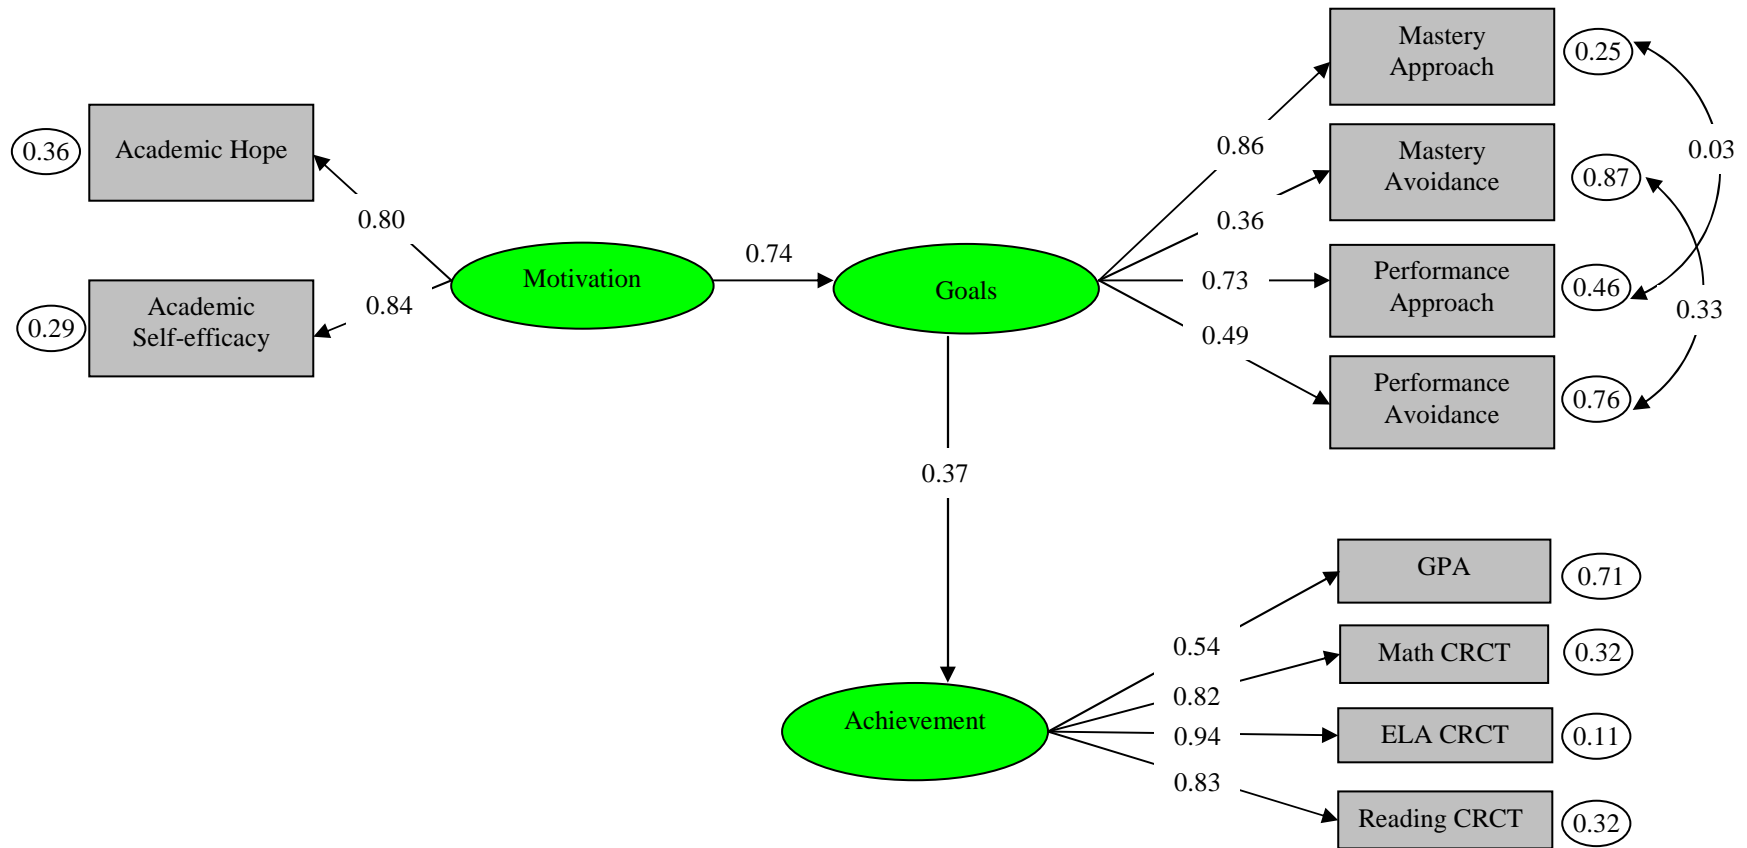 Mastery
Approach
0.25
0.36
Academic Hope
0.86
Mastery
Avoidance
0.87
0.03
0.80
0.36
Motivation
0.74
Goals
0.73
Performance
Approach
0.46
0.33
0.29
Academic
Self-efficacy
0.84
0.49
Performance
Avoidance
0.76
0.37
GPA
0.71
0.54
Math CRCT
0.32
0.82
Achievement
0.94
ELA CRCT
0.11
0.83
Reading CRCT
0.32